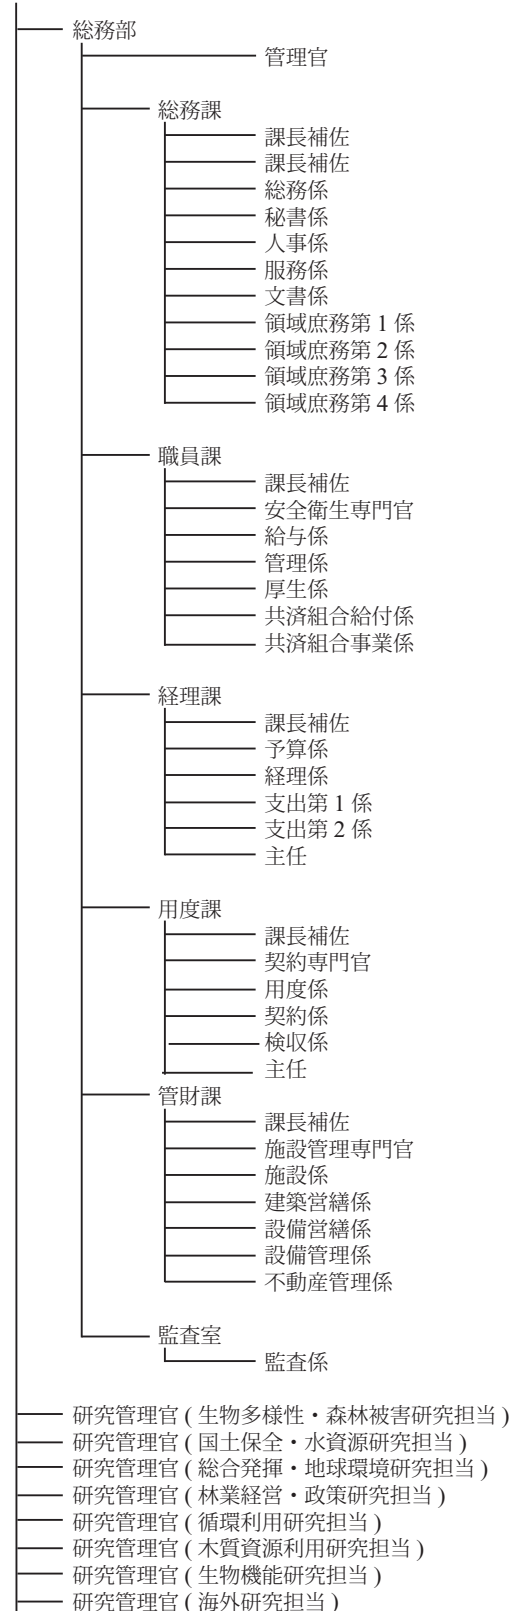 総務部
管理官
総務課
課長補佐
課長補佐
総務係
秘書係
人事係
服務係
文書係
領域庶務第 1 係
領域庶務第 2 係
領域庶務第 3 係
領域庶務第 4 係
職員課
課長補佐
安全衛生専門官
給与係
管理係
厚生係
共済組合給付係
共済組合事業係
経理課
課長補佐
予算係
経理係
支出第 1 係
支出第 2 係
主任
用度課
課長補佐
契約専門官
用度係
契約係
検収係
主任
管財課
課長補佐
施設管理専門官
施設係
建築営繕係
設備営繕係
設備管理係
不動産管理係
監査室
監査係
研究管理官 ( 生物多様性・森林被害研究担当 )
研究管理官 ( 国土保全・水資源研究担当 )
研究管理官 ( 総合発揮・地球環境研究担当 )
研究管理官 ( 林業経営・政策研究担当 )
研究管理官 ( 循環利用研究担当 )
研究管理官 ( 木質資源利用研究担当 )
研究管理官 ( 生物機能研究担当 )
研究管理官 ( 海外研究担当 )